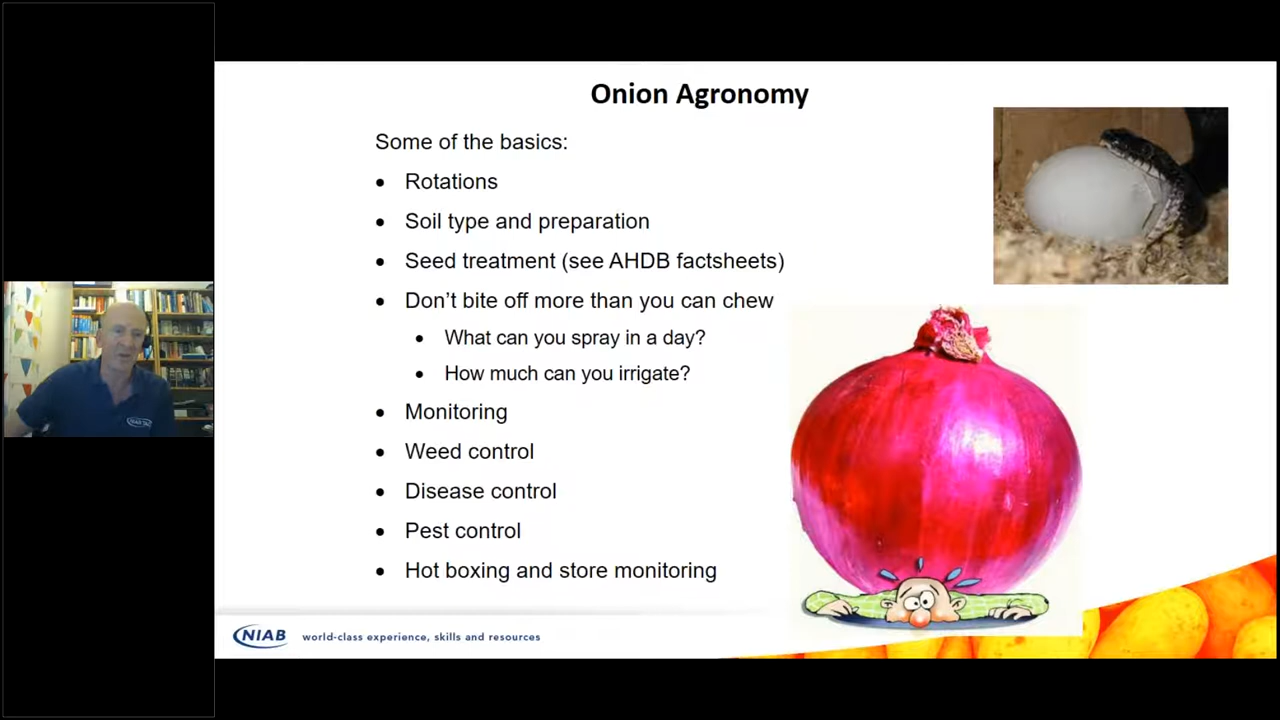 Onion Agronomy
Some of the basics:
• Rotations
• Soil type and preparation
• Seed treatment (see AHDB factsheets)
• Don’t bite off more than you can chew
• What can you spray in a day?
• How much can you irrigate?
• Monitoring
• Weed control
• Disease control
• Pest control
• Hot boxing and store monitoring
NIAB world-class experience, skills and resources